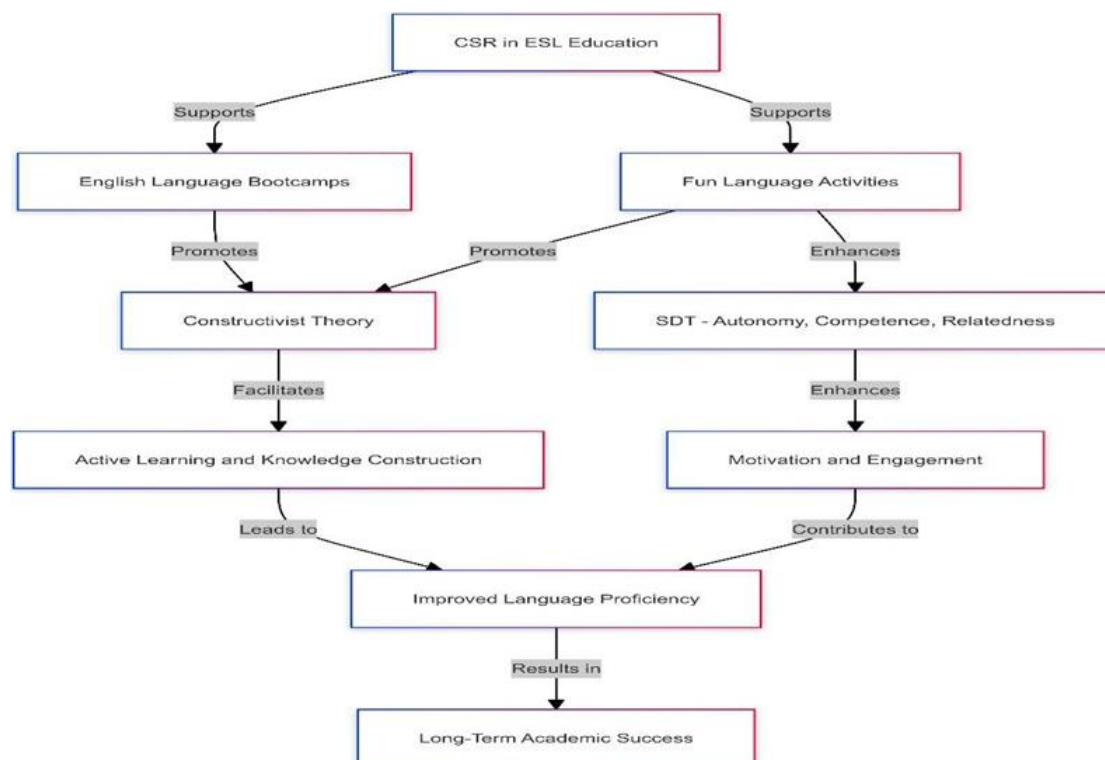 CSR in ESL Education
Supports
Supports
English Language Bootcamps
Fun Language Activities
Promotes
Promotes
Enhances
Constructivist Theory
SDT - Autonomy, Competence, Relatedness
Facilitates
Enhances
Active Learning and Knowledge Construction
Motivation and Engagement
Leads to
Contributes to
Improved Language Proficiency
Results in
Long-Term Academic Success